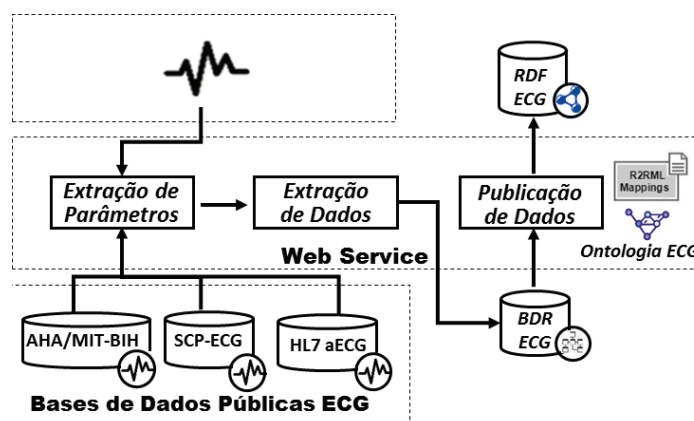 RDF
ECG
Extração de
Parâmetros
Extração
de Dados
Publicação
de Dados
R2RML
Mappings
Ontologia ECG
Web Service
AHA/MIT-BIH
SCP-ECG
HL7 aECG
BDR
ECG
Bases de Dados Públicas ECG